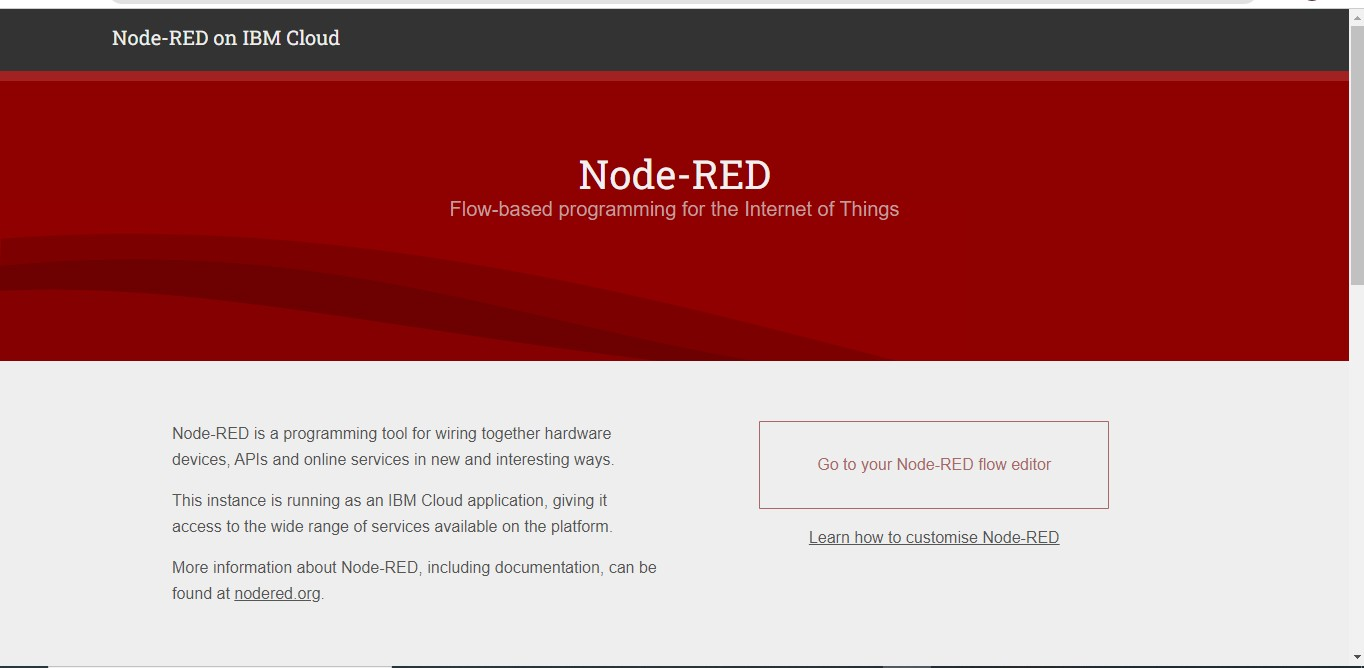 Node-RED on IBM Cloud
Node-RED
Flow-based programming for the Internet of Things
Node-RED is a programming tool for wiring together hardware
devices, APIs and online services in new and interesting ways.
This instance is running as an IBM Cloud application, giving it
access to the wide range of services available on the platform.
More information about Node-RED, including documentation, can be
found at nodered.org.
Go to your Node-RED flow editor
Learn how to customise Node-RED